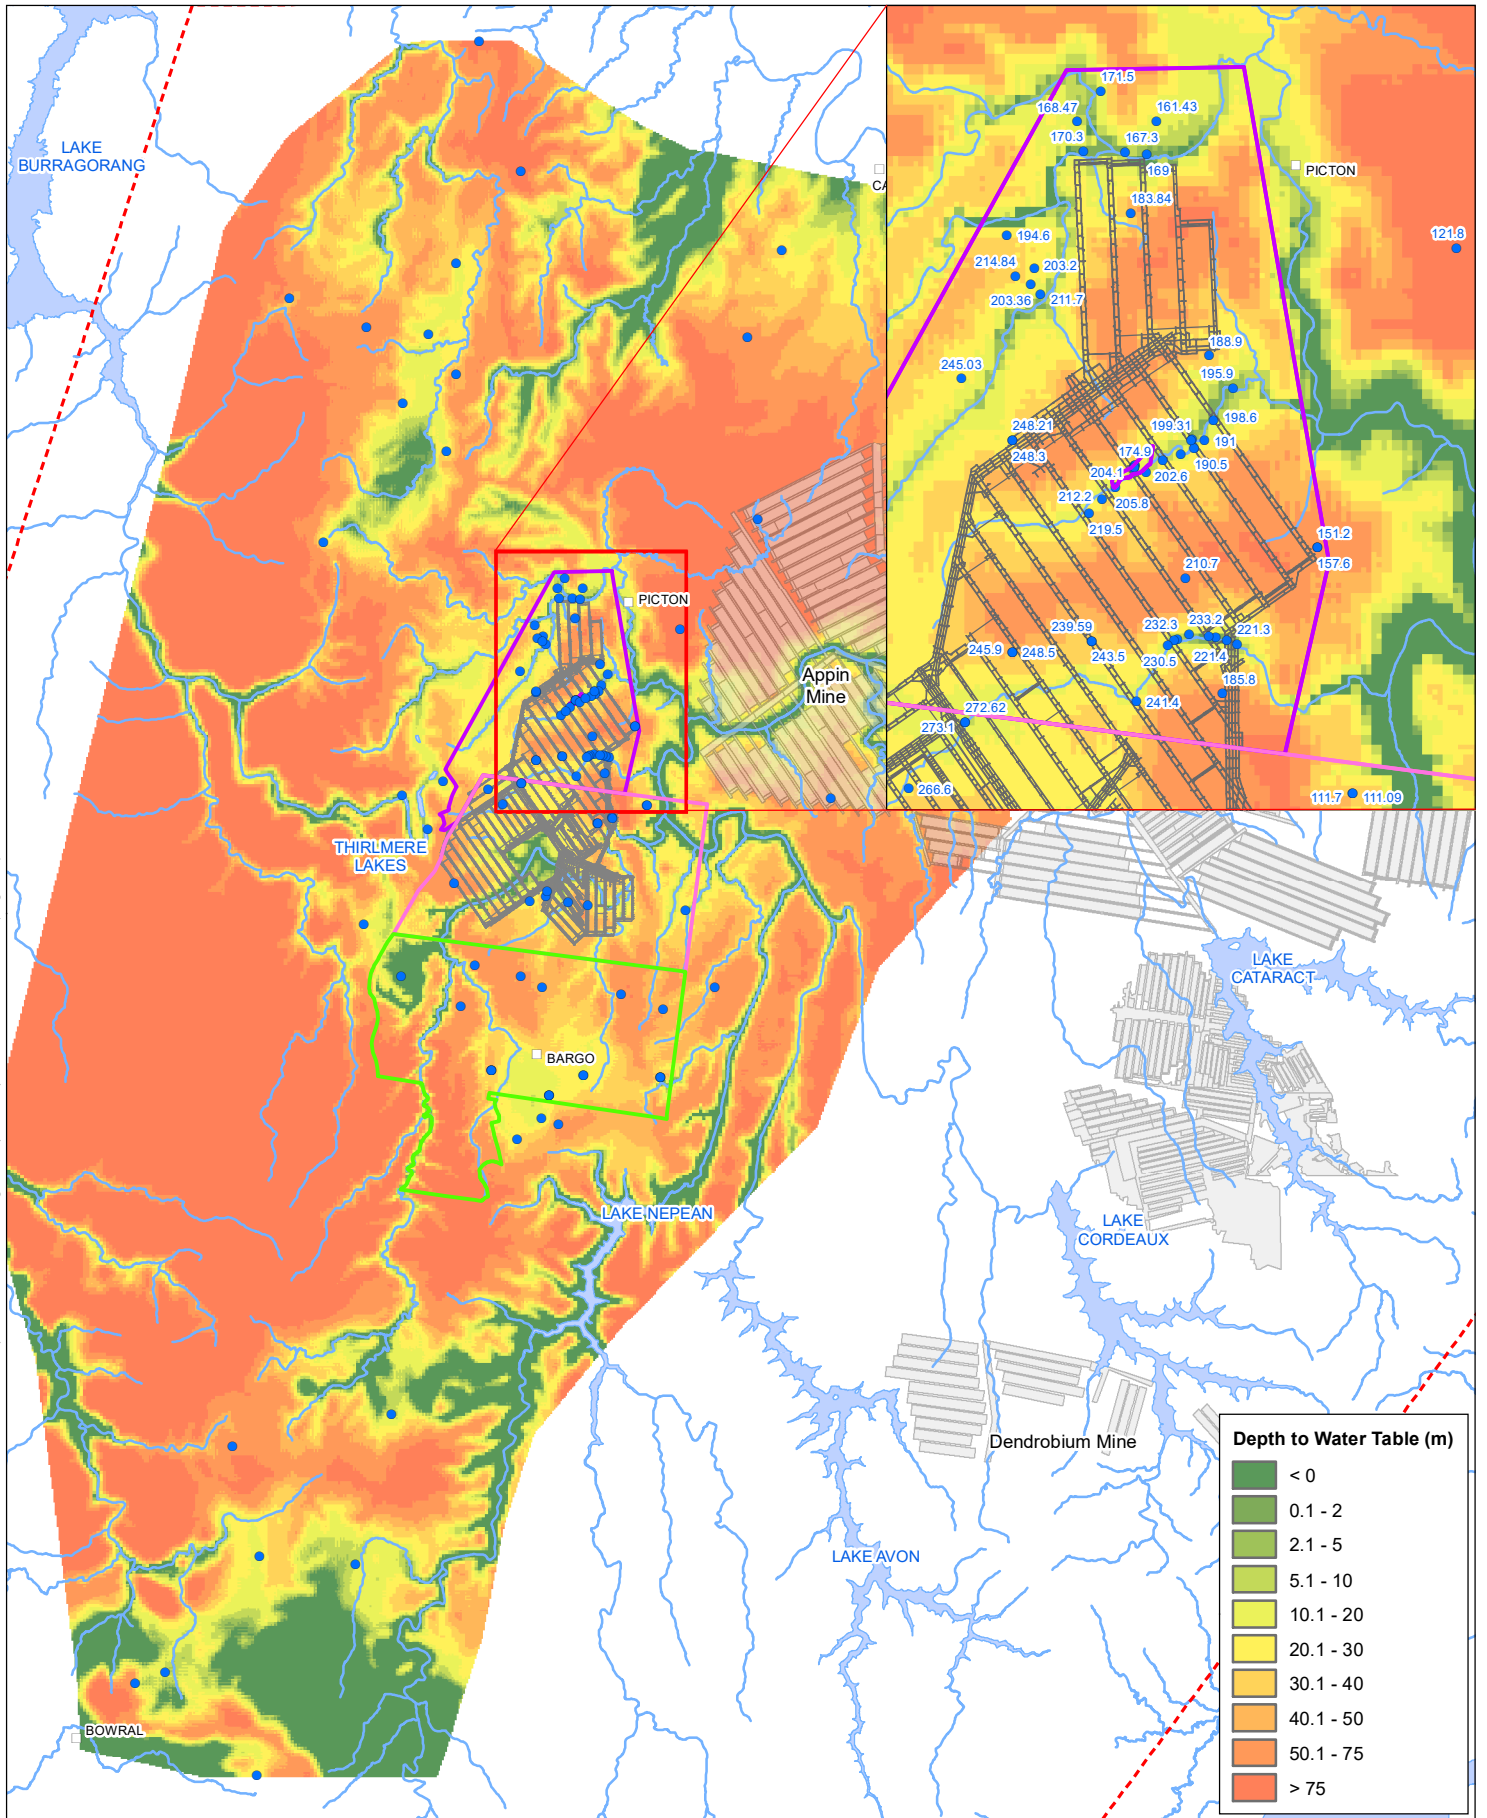 LAKE
BURRAGORANG
CA
PICTON
Appin
Mine
THIRLMERE
LAKES
BARGO
LAKE NEPEAN
LAKE
CATARACT
LAKE
CORDEAUX
Dendrobium Mine
LAKE AVON
BOWRAL
171.5
168.47
161.43
170.3
167.3
169
PICTON
183.84
194.6
121.8
214.84
203.2
203.36
211.7
188.9
245.03
195.9
198.6
248.21
199.31
191
248.3
174.9
190.5
204.1
202.6
212.2
205.8
219.5
151.2
157.6
210.7
239.59
232.3
233.2
221.3
245.9
248.5
243.5
230.5
221.4
185.8
272.62
241.4
273.1
266.6
111.7
111.09
Depth to Water Table (m)
< 0
0.1 - 2
2.1 - 5
5.1 - 10
10.1 - 20
20.1 - 30
30.1 - 40
40.1 - 50
50.1 - 75
> 75